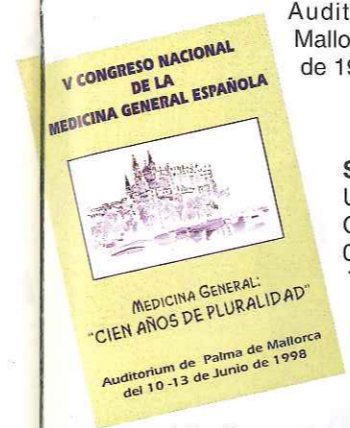 V CONGRESO NACIONAL
DE LA
MEDICINA GENERAL ESPAÑOLA
MEDICINA GENERAL:
"CIEN AÑOS DE PLURALIDAD"
Auditorium de Palma de Mallorca
del 10 -13 de Junio de 1998
Audit
Mallo
de 19